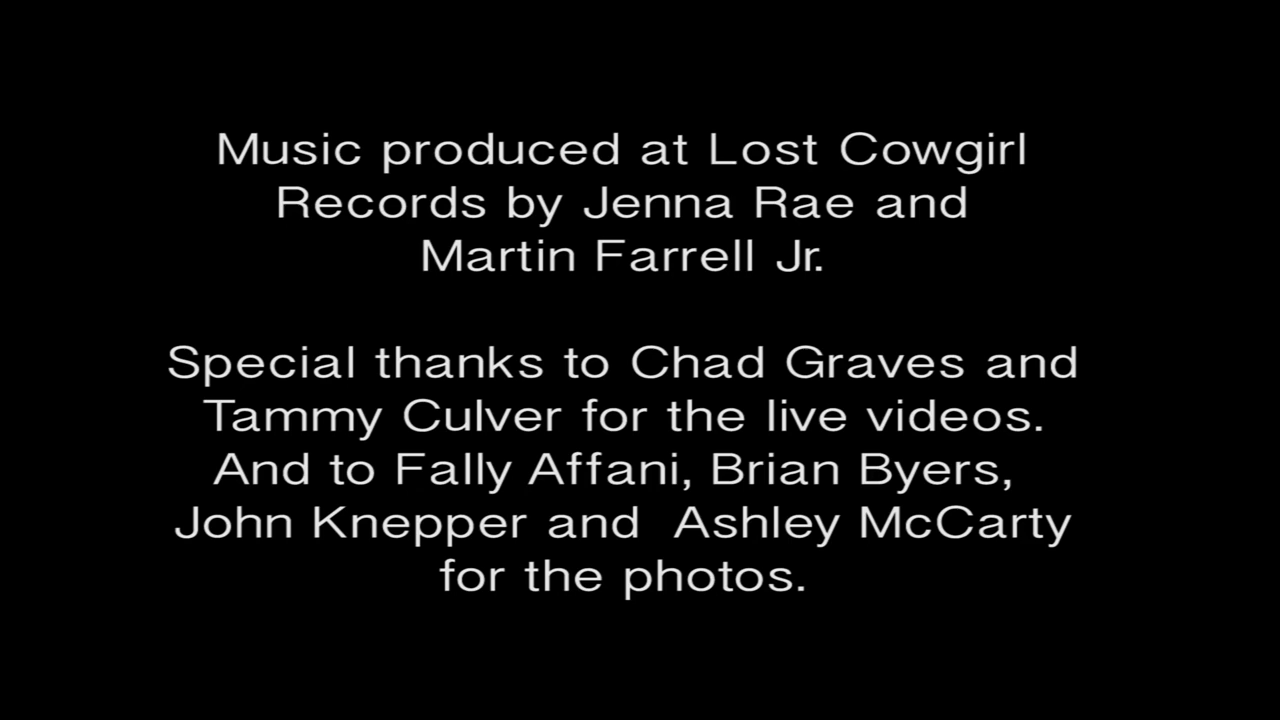 Music produced at Lost Cowgirl
Records by Jenna Rae and
Martin Farrell Jr.
Special thanks to Chad Graves and
Tammy Culver for the live videos.
And to Fally Affani, Brian Byers,
John Knepper and  Ashley McCarty
for the photos.